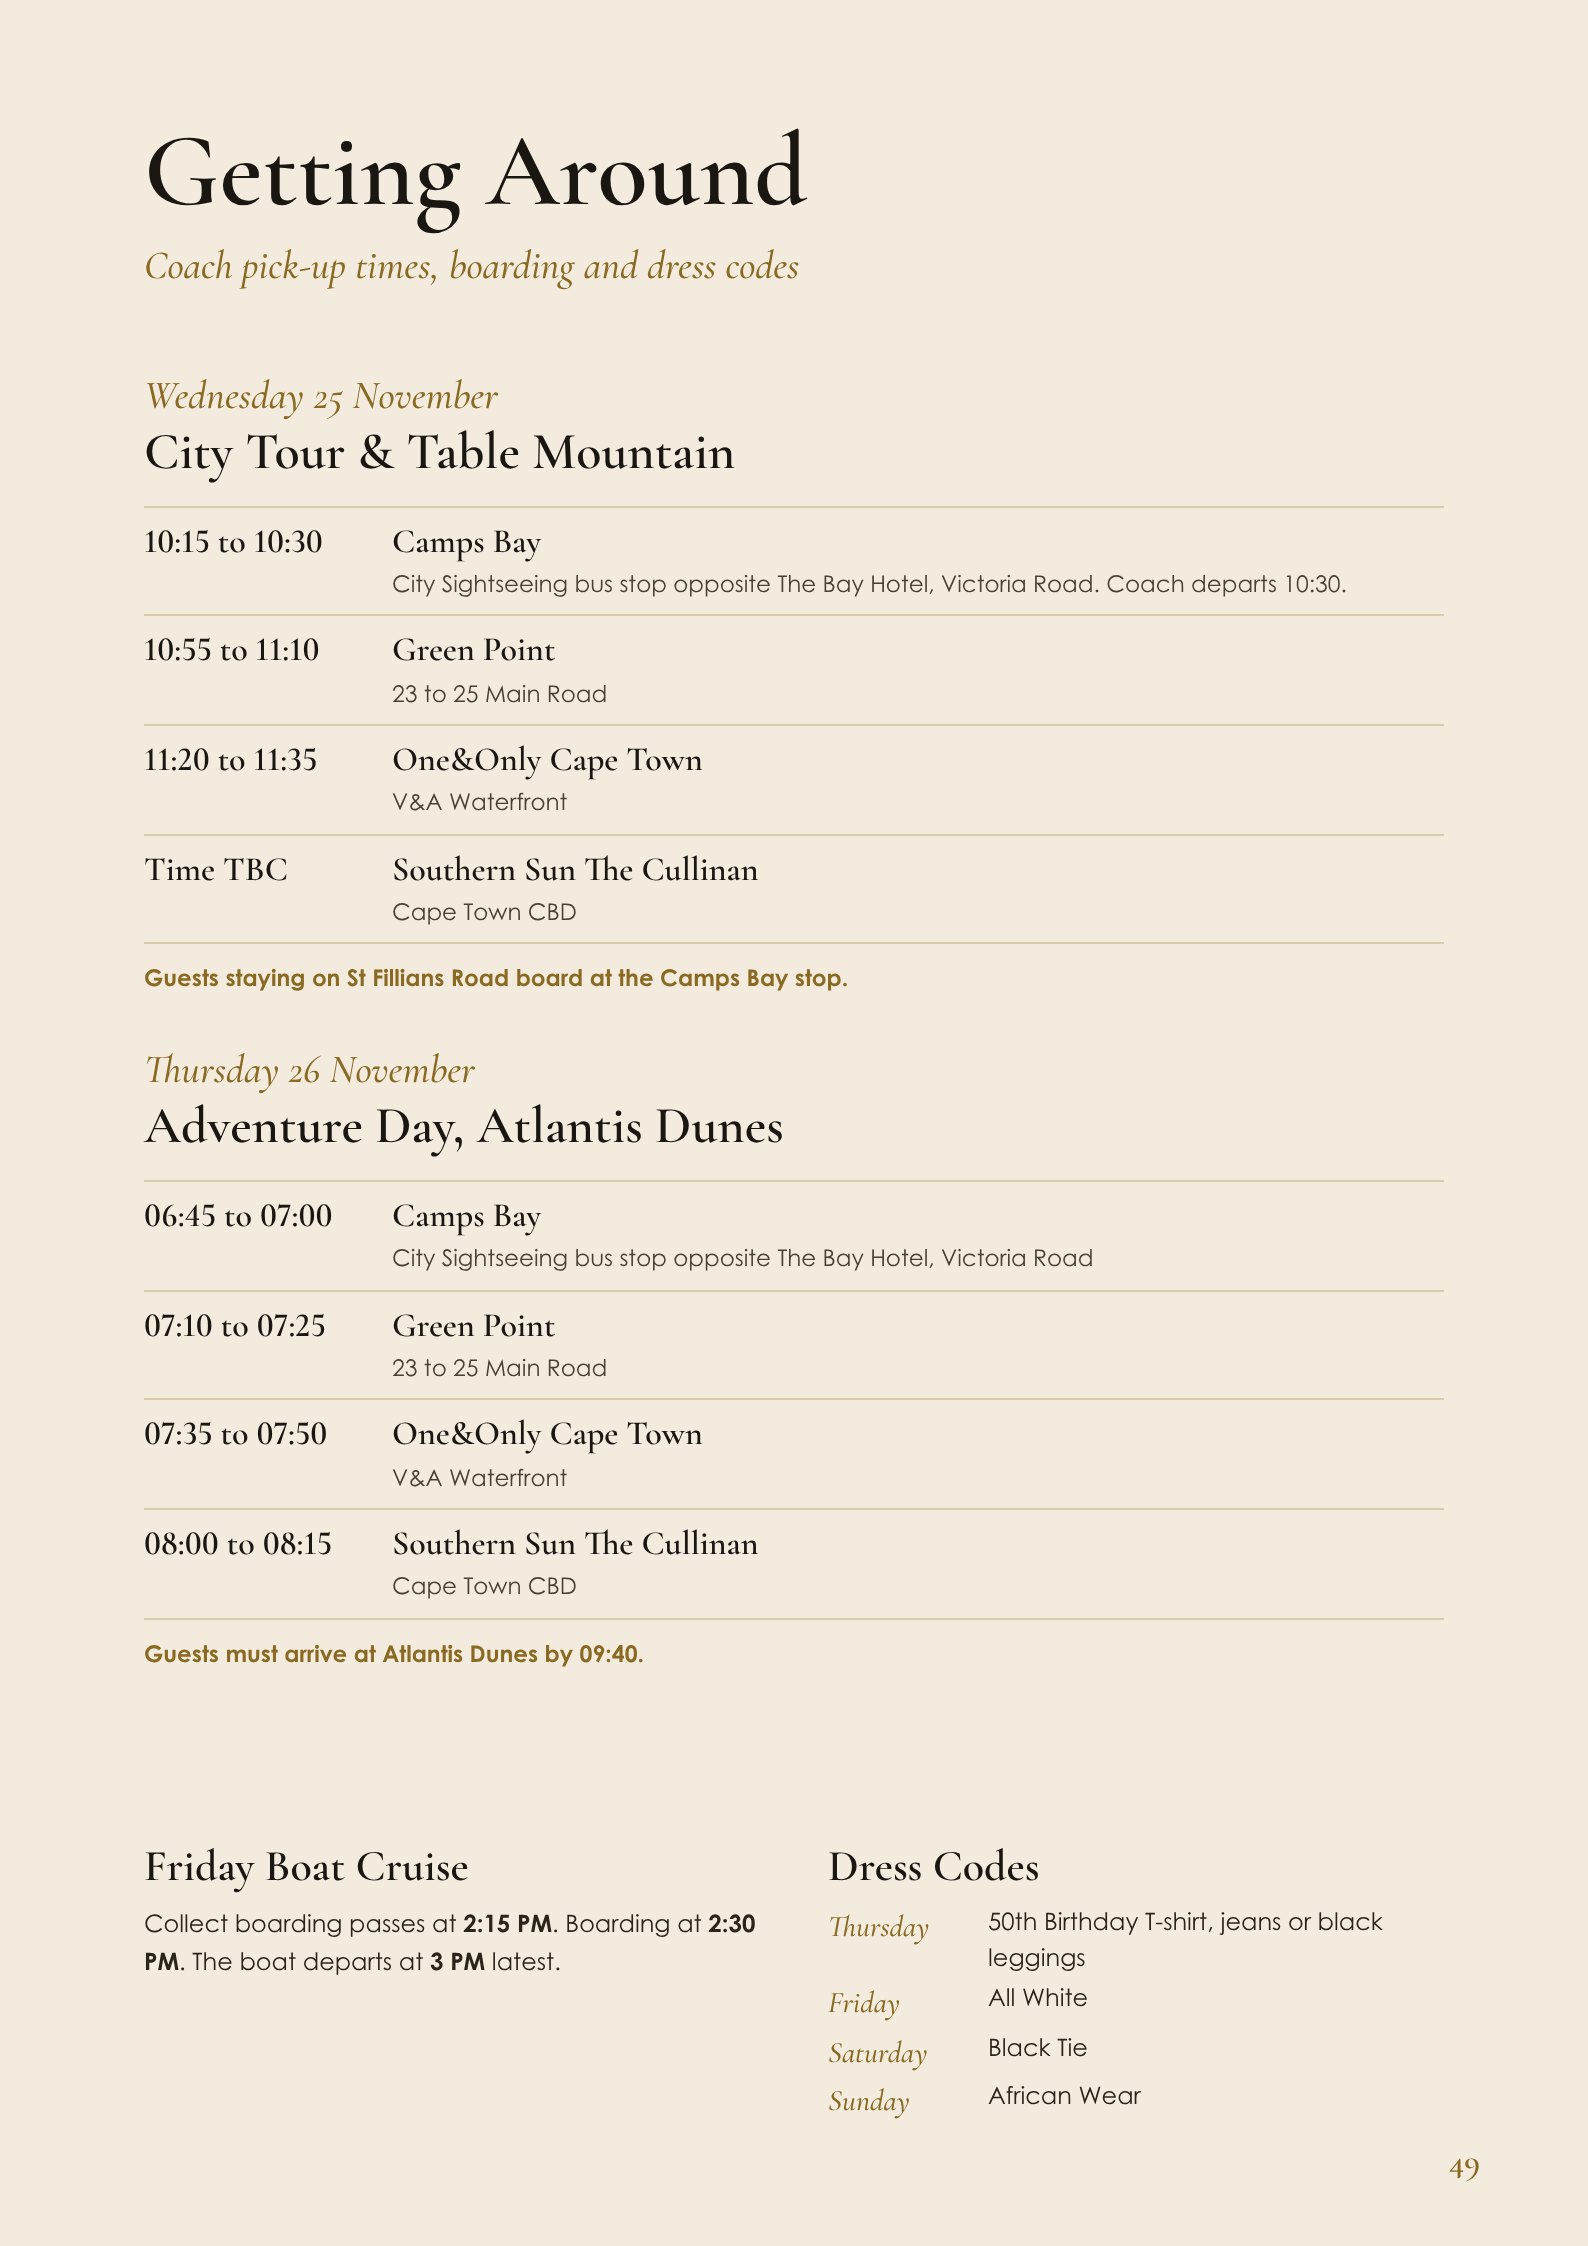 Getting Around
Coach pick-up times, boarding and dress codes
Wednesday 25 November
City Tour & Table Mountain
10:15 to 10:30 Camps Bay
City Sightseeing bus stop opposite The Bay Hotel, Victoria Road. Coach departs 10:30.
10:55 to 11:10 Green Point
23 to 25 Main Road
11:20 to 11:35 One&Only Cape Town
V&A Waterfront
Time TBC Southern Sun The Cullinan
Cape Town CBD
Guests staying on St Fillians Road board at the Camps Bay stop.
Thursday 26 November
Adventure Day, Atlantis Dunes
06:45 to 07:00 Camps Bay
City Sightseeing bus stop opposite The Bay Hotel, Victoria Road
07:10 to 07:25 Green Point
23 to 25 Main Road
07:35 to 07:50 One&Only Cape Town
V&A Waterfront
08:00 to 08:15 Southern Sun The Cullinan
Cape Town CBD
Guests must arrive at Atlantis Dunes by 09:40.
Friday Boat Cruise
Collect boarding passes at 2:15 PM. Boarding at 2:30
PM. The boat departs at 3 PM latest.
Dress Codes
Thursday 50th Birthday T-shirt, jeans or black
leggings
Friday All White
Saturday Black Tie
Sunday African Wear
49